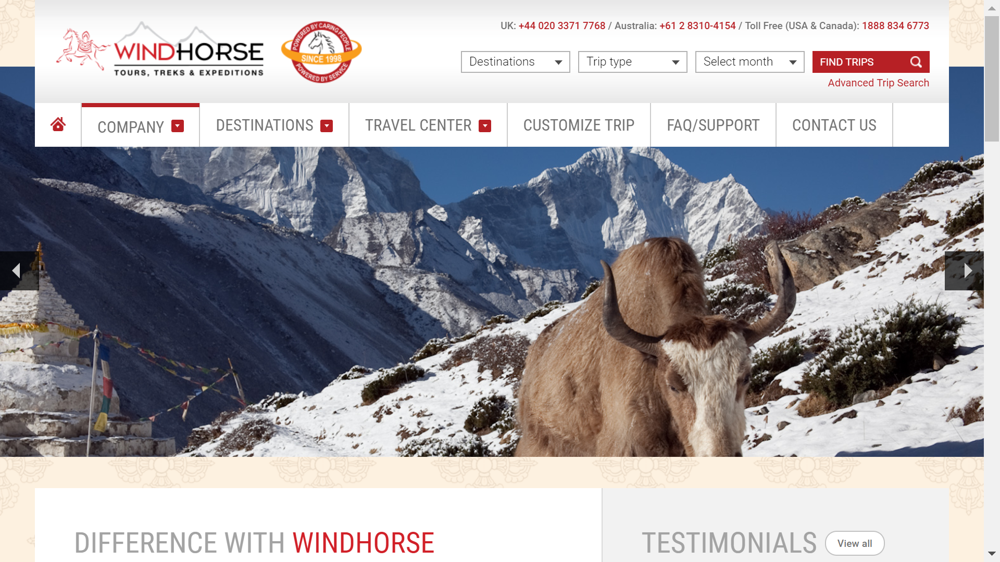 UK: +44 020 3371 7768 / Australia: +61 2 8310-4154 / Toll Free (USA & Canada): 1888 834 6773
WINDHORSE
TOURS, TREKS & EXPEDITIONS
POWERED BY CARING PEOPLE
SINCE 1998
POWERED BY SERVICE
Destinations
Trip type
Select month
FIND TRIPS
Advanced Trip Search
COMPANY
DESTINATIONS
TRAVEL CENTER
CUSTOMIZE TRIP
FAQ/SUPPORT
CONTACT US
DIFFERENCE WITH WINDHORSE
TESTIMONIALS
View all